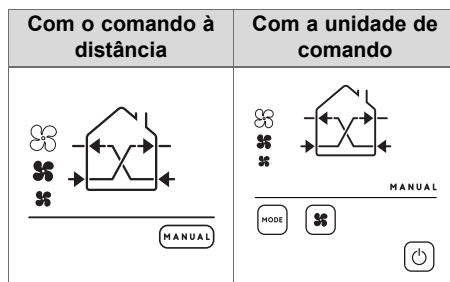 Com o comando à
distância
Com a unidade de
comando
MANUAL
MANUAL
MODE